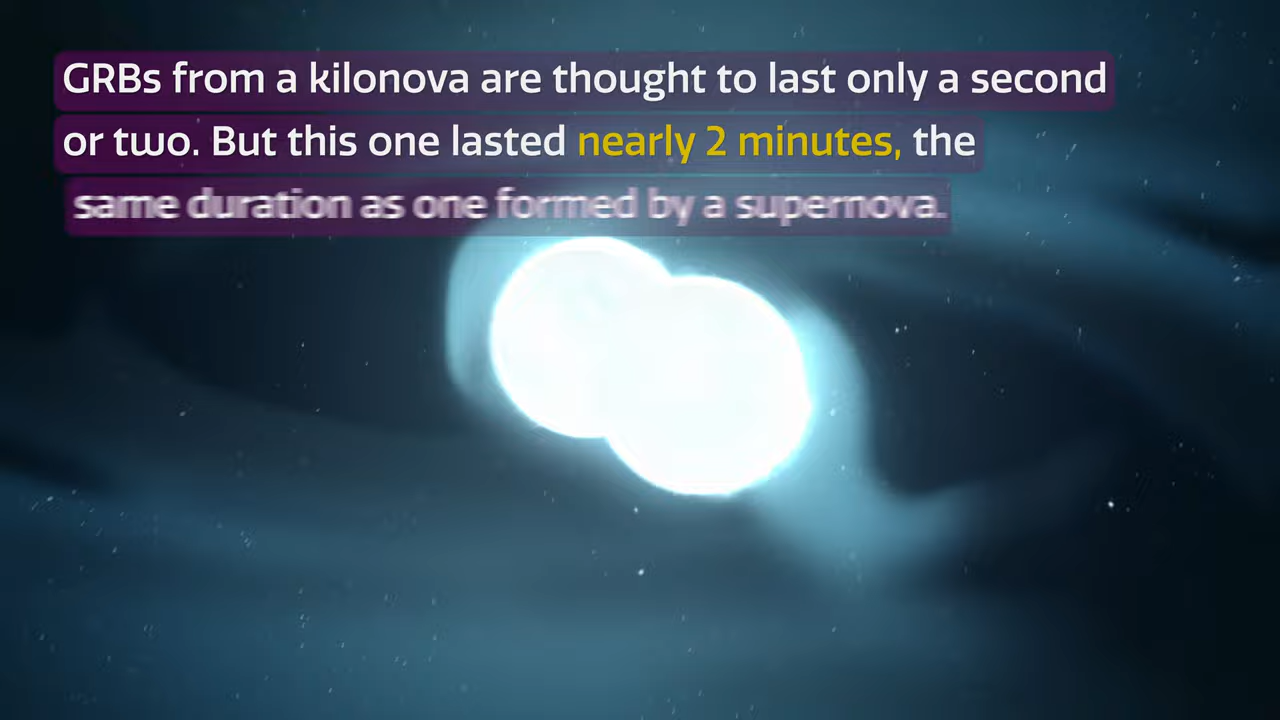 GRBs from a kilonova are thought to last only a second
or two. But this one lasted nearly 2 minutes, the
same duration as one formed by a supernova.